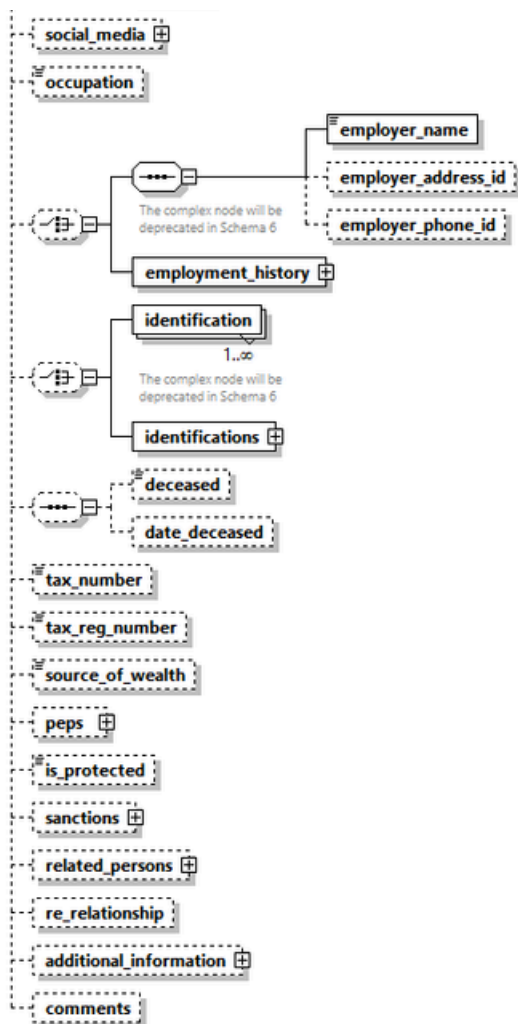 social_media
occupation
employer_name
employer_address_id
employer_phone_id
The complex node will be
deprecated in Schema 6
employment_history
identification
1..∞
The complex node will be
deprecated in Schema 6
identifications
deceased
date_deceased
tax_number
tax_reg_number
source_of_wealth
peps
is_protected
sanctions
related_persons
re_relationship
additional_information
comments